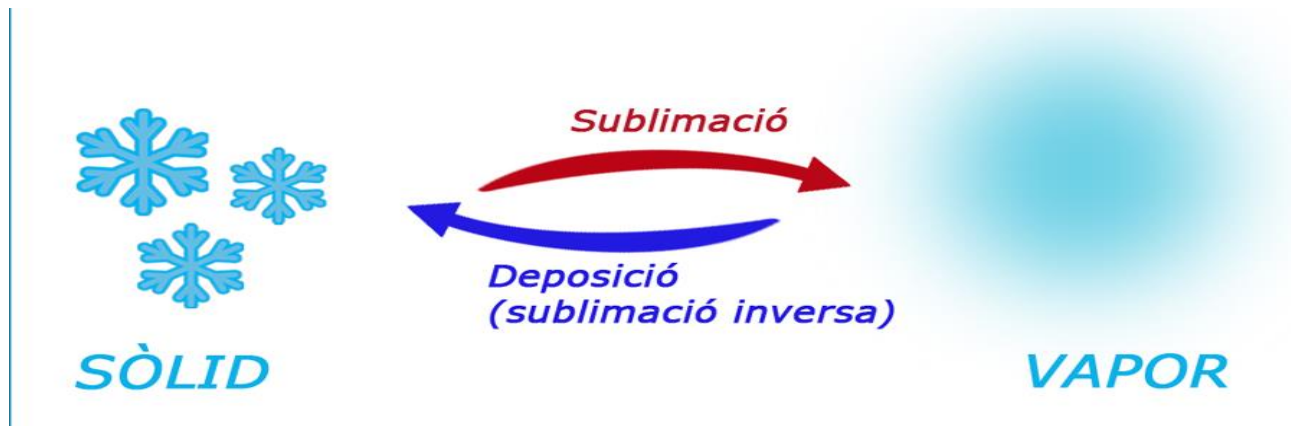 Sublimació
Deposició
(sublimació inversa)
SÒLID
VAPOR